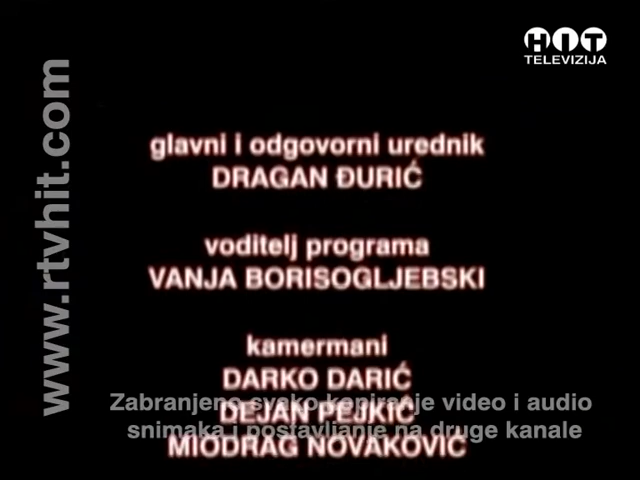 HIT
TELEVIZIJA
www.rtvhit.com
glavni i odgovorni urednik
DRAGAN ĐURIĆ
voditelj programa
VANJA BORISOGLJEBSKI
kamermani
DARKO DARIĆ
Zabranjeno svako kopiranje video i audio
DEJAN PEJKIĆ
snimaka i postavljanje na druge kanale
MIODRAG NOVAKOVIĆ